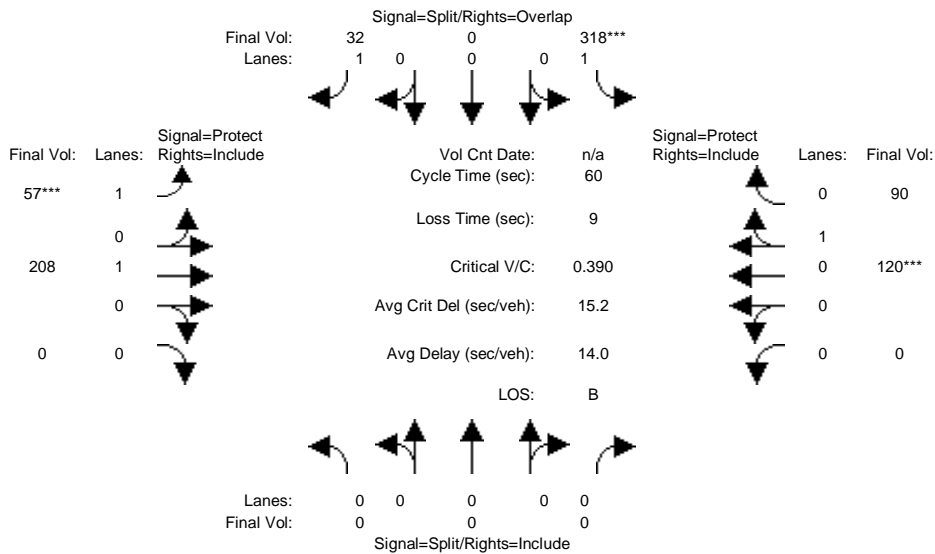 Signal=Split/Rights=Overlap
Final Vol: 32 0 318***
Lanes: 1 0 0 0 1
Signal=Protect Signal=Protect
Final Vol: Lanes: Rights=Include Vol Cnt Date: n/a Rights=Include Lanes: Final Vol:
Cycle Time (sec): 60
57*** 1 0 90
Loss Time (sec): 9
0 1
208 1 Critical V/C: 0.390 0 120***
0 Avg Crit Del (sec/veh): 15.2 0
0 0 Avg Delay (sec/veh): 14.0 0 0
LOS: B
Lanes: 0 0 0 0 0
Final Vol: 0 0 0
Signal=Split/Rights=Include